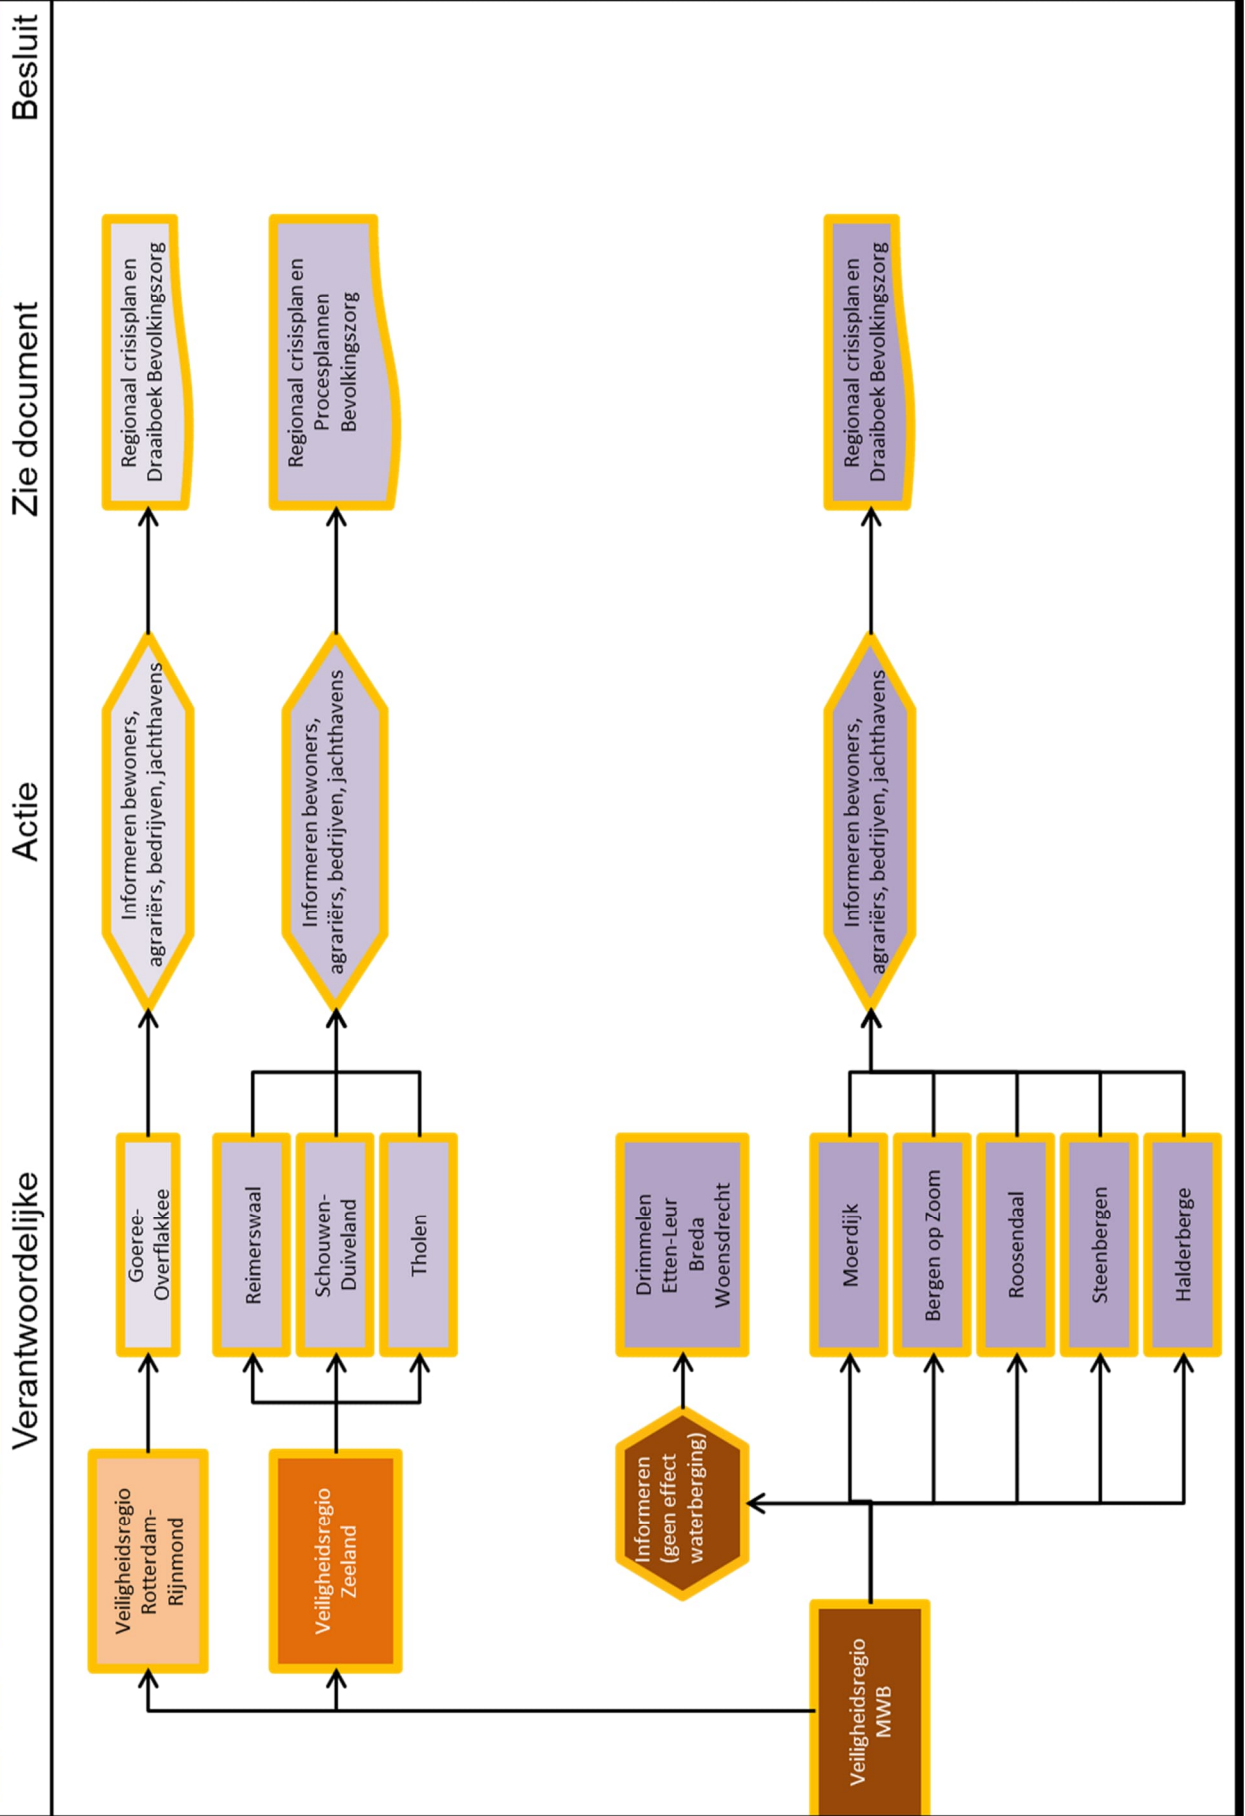 Verantwoordelijke
Actie
Zie document
Besluit
Veiligheidsregio
Rotterdam-
Rijnmond
Goeree-
Overflakkee
Informeren bewoners,
agrariërs, bedrijven, jachthavens
Regionaal crisisplan en
Draaiboek Bevolkingszorg
Veiligheidsregio
Zeeland
Reimerswaal
Schouwen-
Duiveland
Tholen
Informeren bewoners,
agrariërs, bedrijven, jachthavens
Regionaal crisisplan en
Procesplannen
Bevolkingszorg
Informeren
(geen effect
waterberging)
Drimmelen
Etten-Leur
Breda
Woensdrecht
Veiligheidsregio
MWB
Moerdijk
Bergen op Zoom
Roosendaal
Steenbergen
Halderberge
Informeren bewoners,
agrariërs, bedrijven, jachthavens
Regionaal crisisplan en
Draaiboek Bevolkingszorg